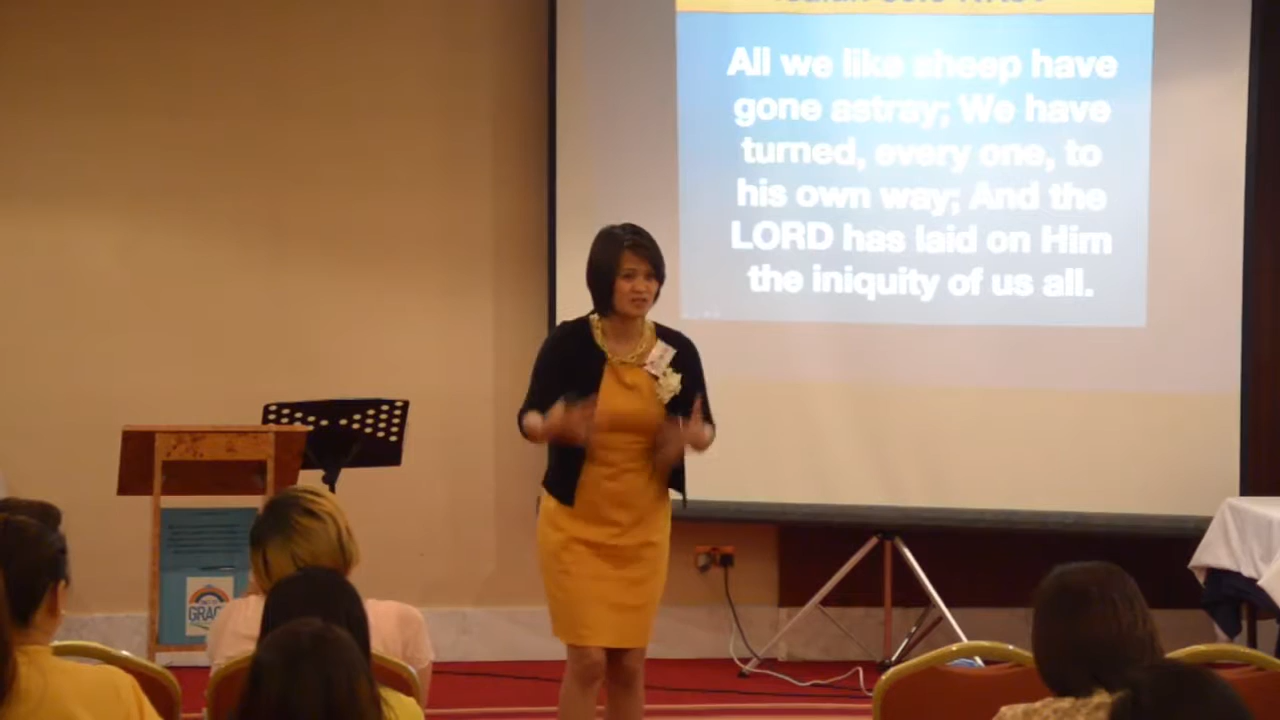 All we like sheep have
gone astray; We have
turned, every one, to
his own way; And the
LORD has laid on Him
the iniquity of us all.